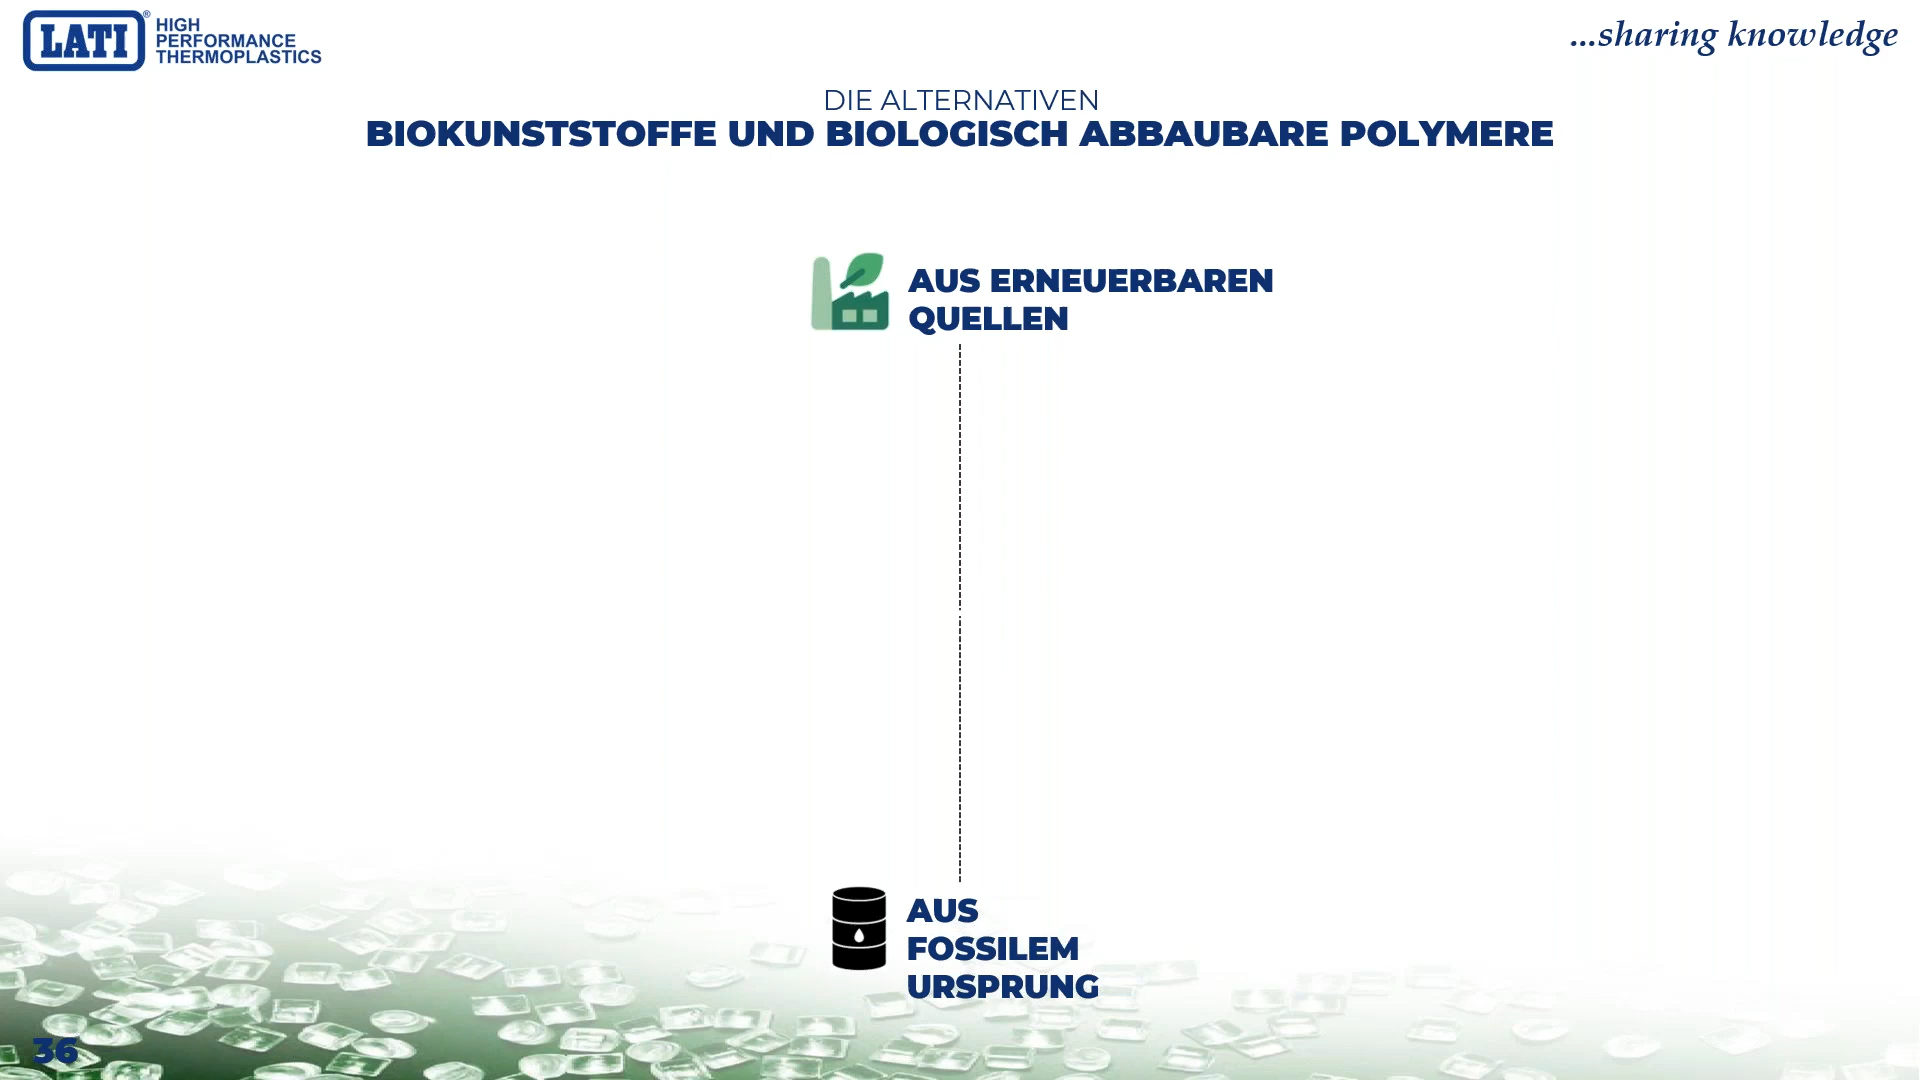 LATI®
HIGH
PERFORMANCE
THERMOPLASTICS
...sharing knowledge
DIE ALTERNATIVEN
BIOKUNSTSTOFFE UND BIOLOGISCH ABBAUBARE POLYMERE
AUS ERNEUERBAREN
QUELLEN
AUS
FOSSILEM
URSPRUNG
36